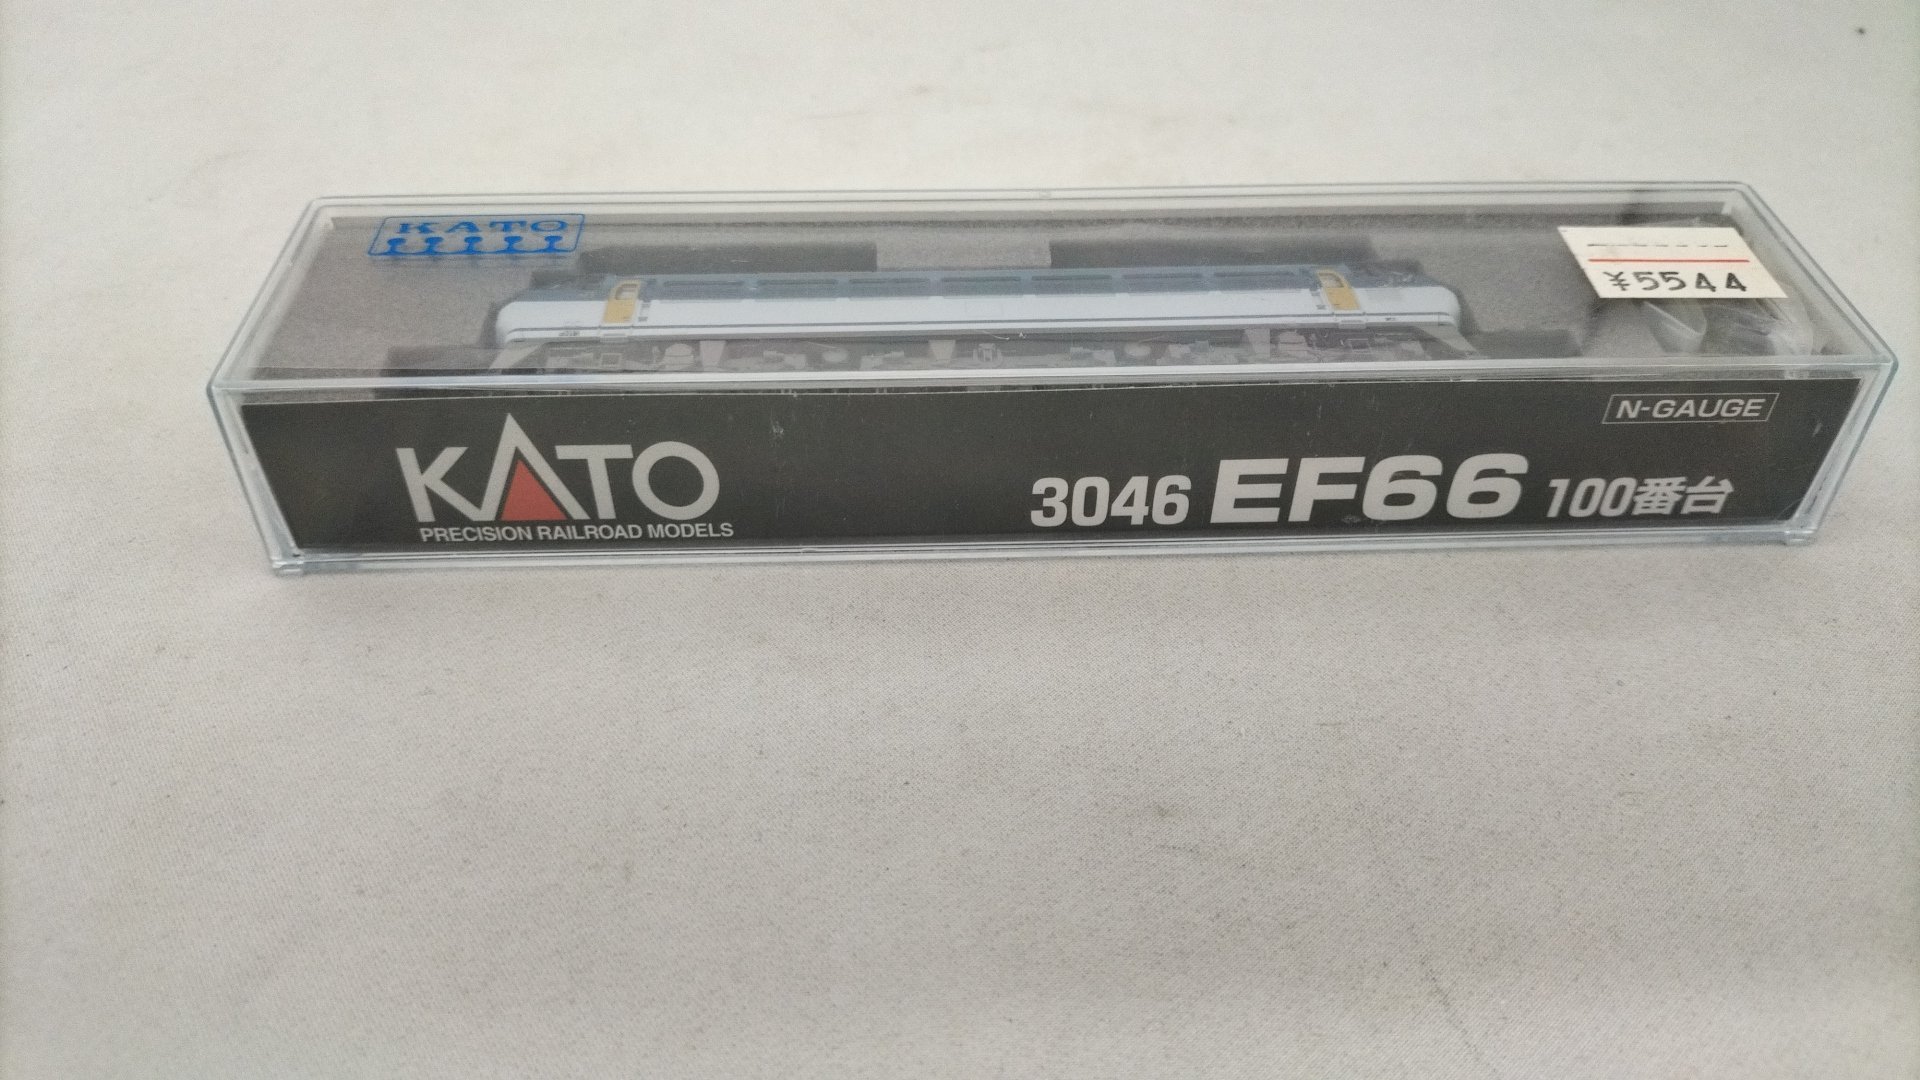 KATO
¥5544
N-GAUGE
KATO
PRECISION RAILROAD MODELS
3046 EF66 100番台